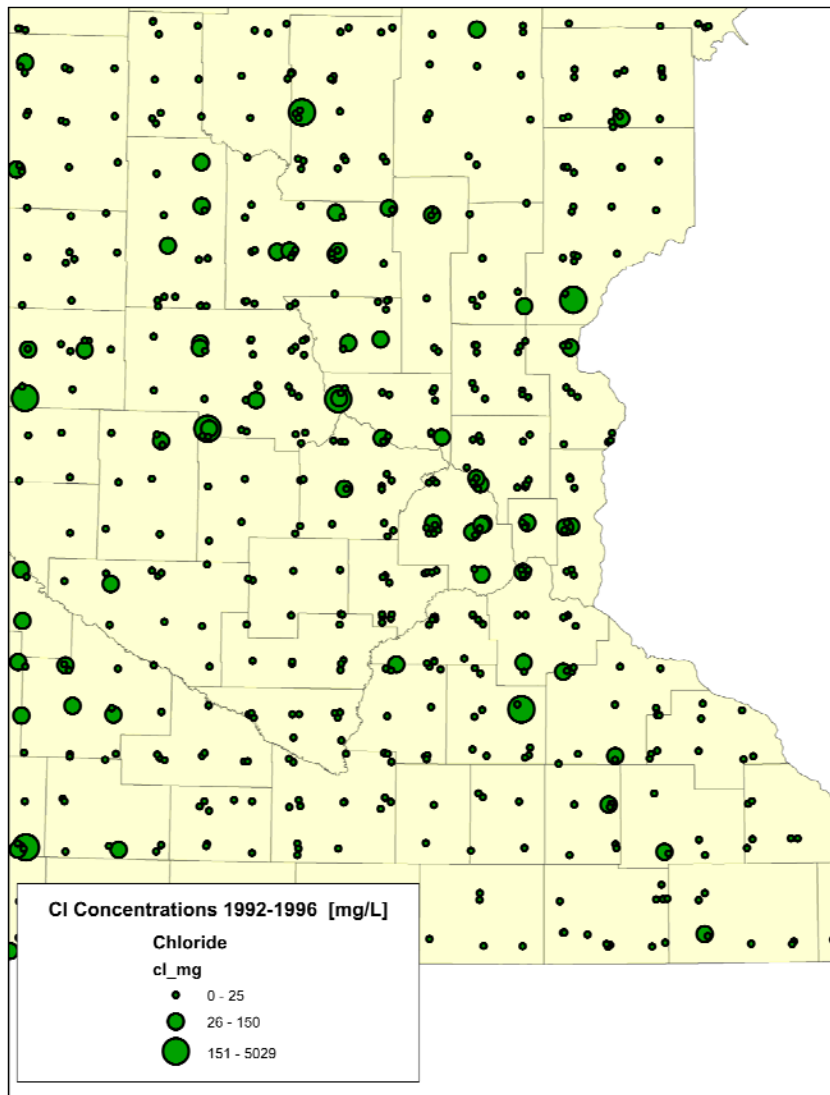 Cl Concentrations 1992-1996 [mg/L]
Chloride
cl_mg
0 - 25
26 - 150
151 - 5029